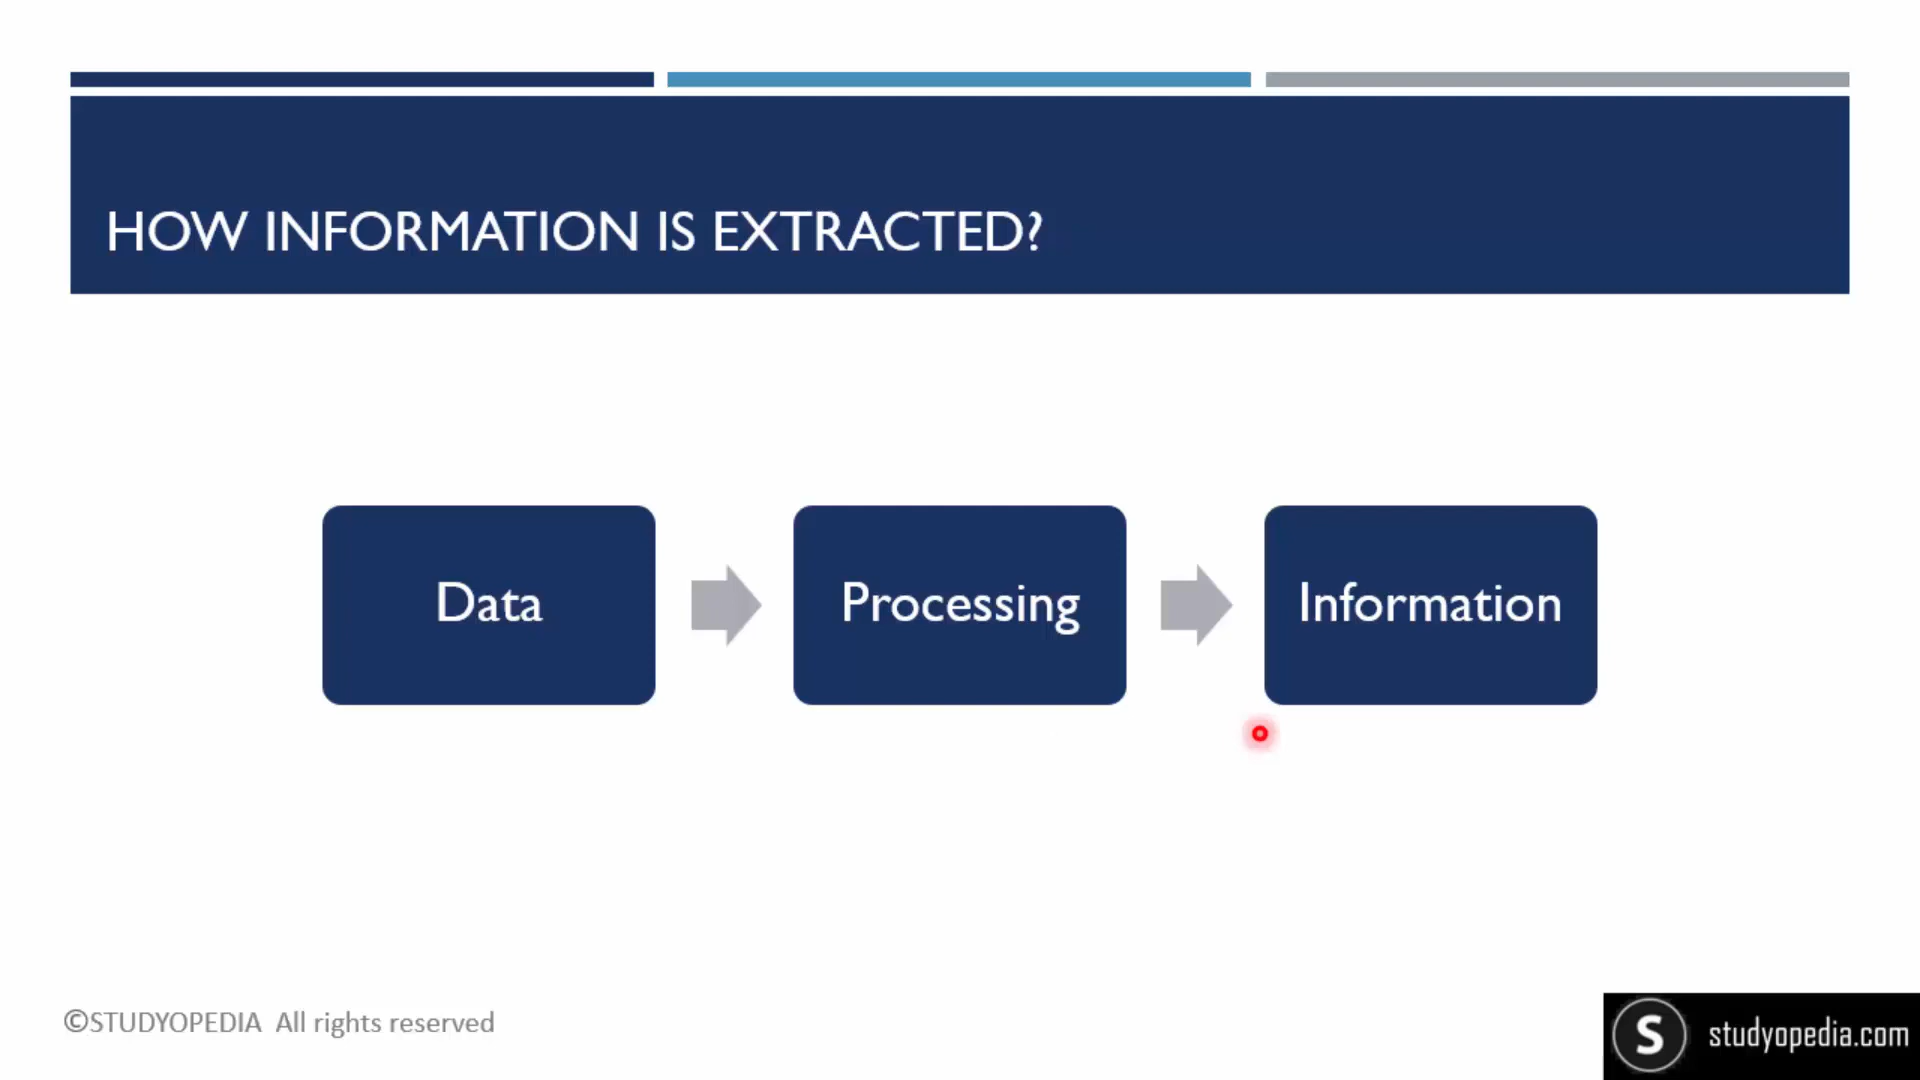 HOW INFORMATION IS EXTRACTED?
Data
Processing
Information
©STUDYOPEDIA All rights reserved
S studyopedia.com